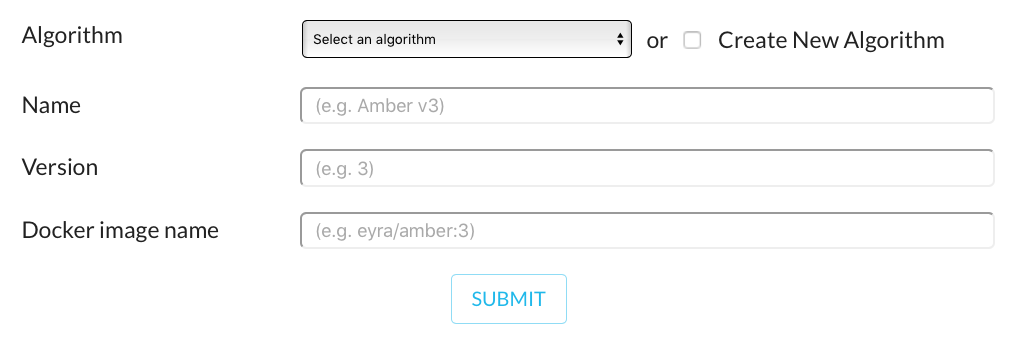 Algorithm Select an algorithm or Create New Algorithm
Name (e.g. Amber v3)
Version (e.g. 3)
Docker image name (e.g. eyra/amber:3)
SUBMIT